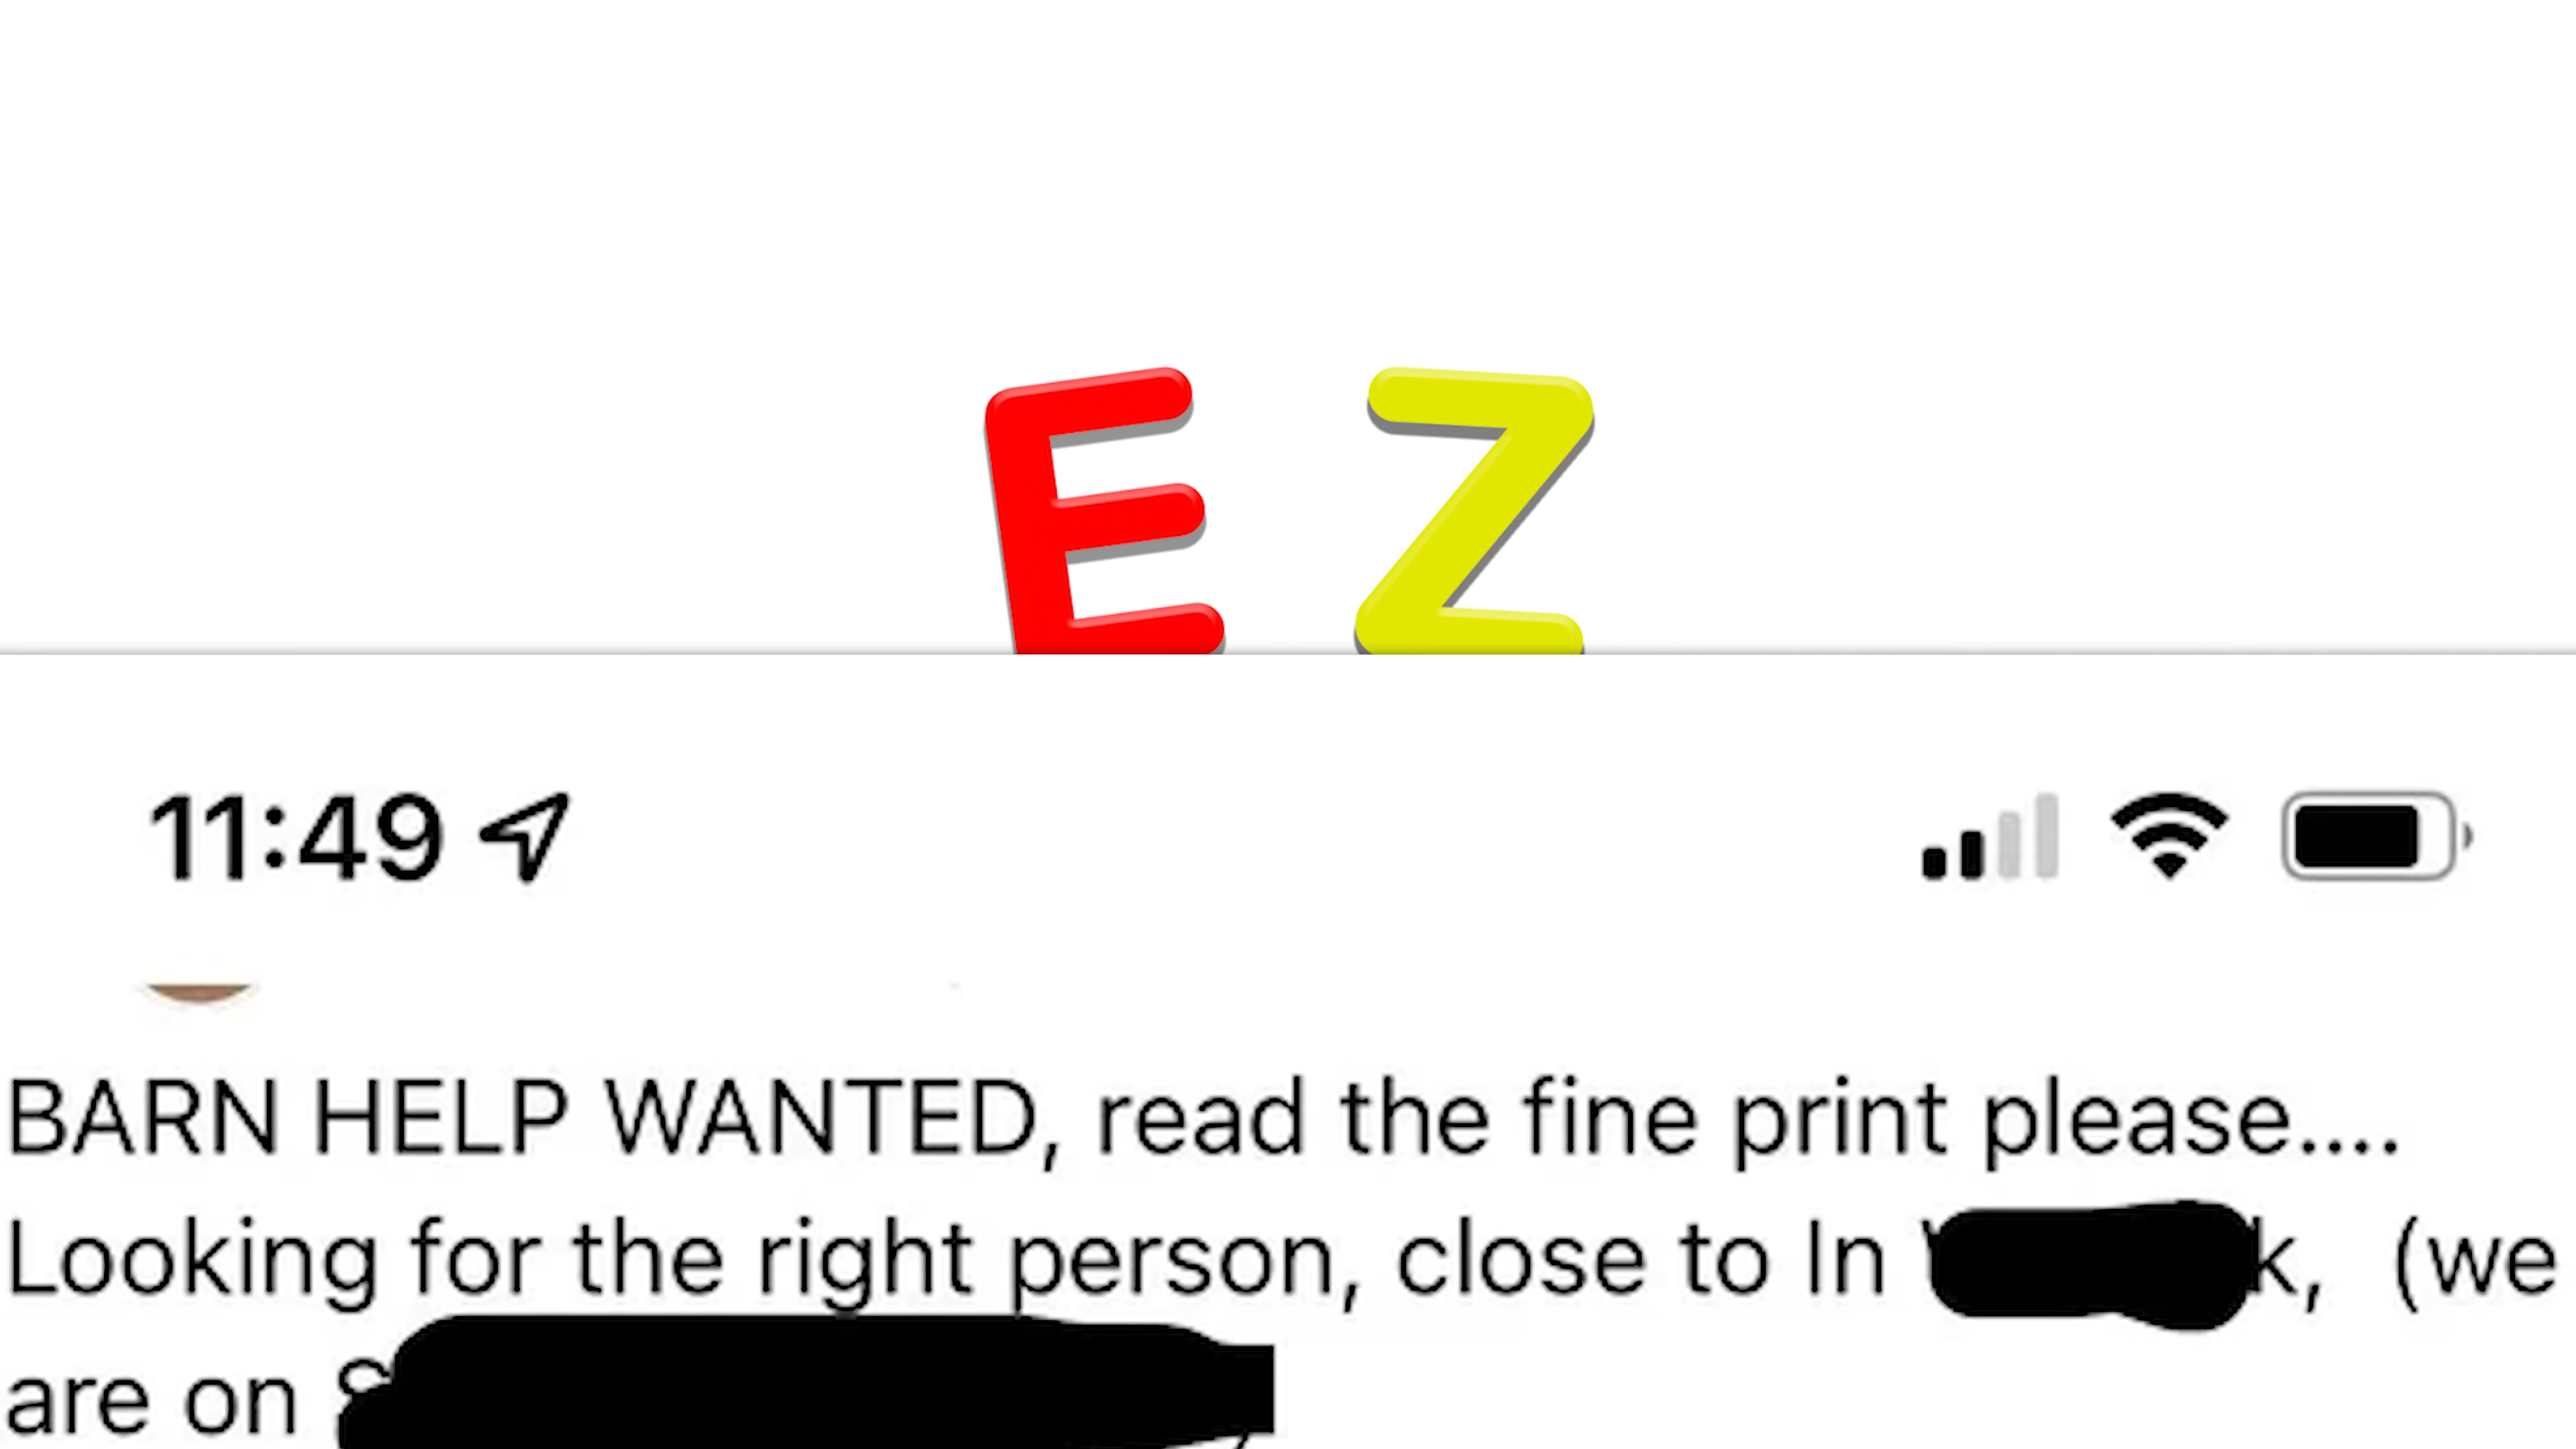 E Z
11:49
BARN HELP WANTED, read the fine print please....
Looking for the right person, close to In k, (we
are on